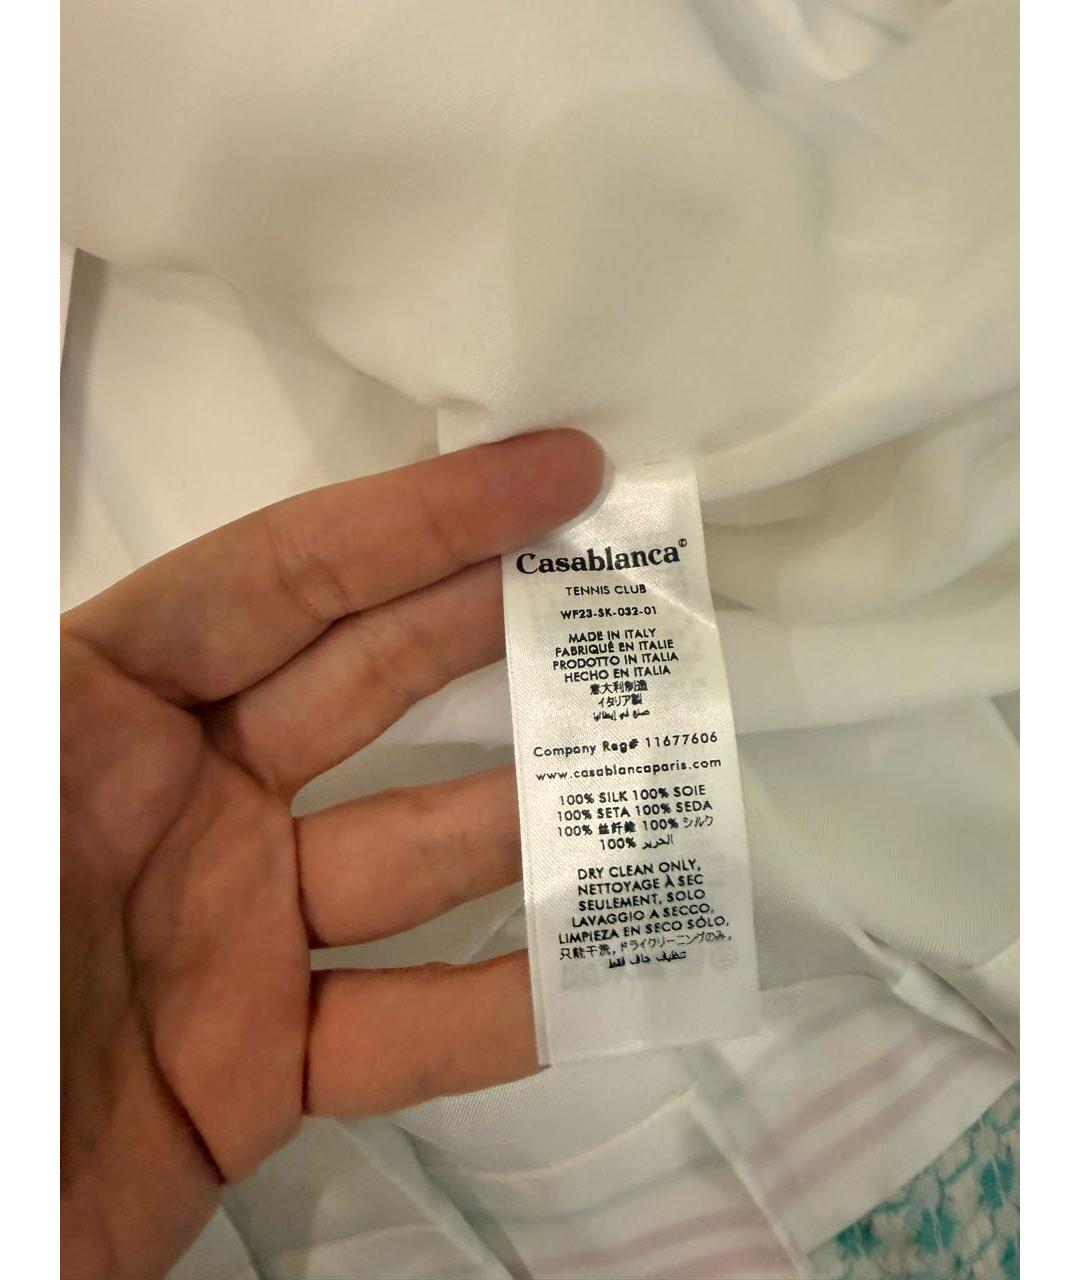 Casablanca©
TENNIS CLUB
WF23-SK-032-01
MADE IN ITALY
FABRIQUÉ EN ITALIE
PRODOTTO IN ITALIA
HECHO EN ITALIA
意大利制造
イタリア製
صنع في إيطاليا
Company Reg# 11677606
www.casablancaparis.com
100% SILK 100% SOIE
100% SETA 100% SEDA
100% 丝纤维 100% シルク
100% الحرير
DRY CLEAN ONLY,
NETTOYAGE À SEC
SEULEMENT, SOLO
LAVAGGIO A SECCO,
LIMPIEZA EN SECO SÓLO,
只能干洗, ドライクリーニングのみ,
تنظيف جاف فقط